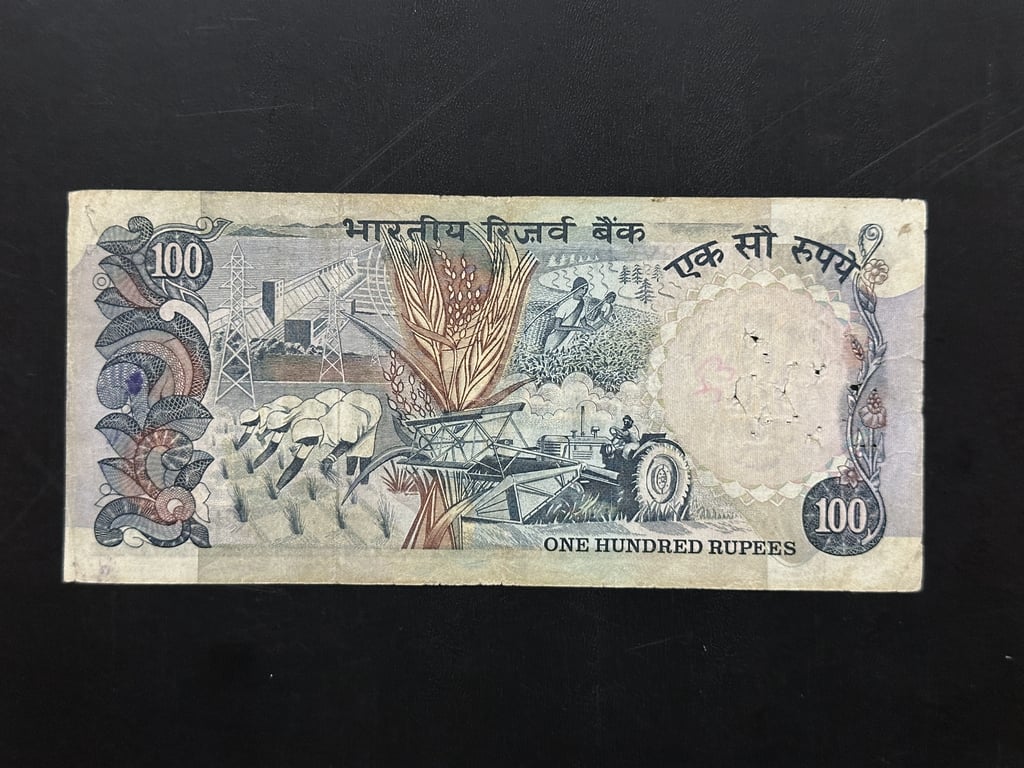 भारतीय रिज़र्व बैंक
एक सौ रुपये
100
ONE HUNDRED RUPEES
100